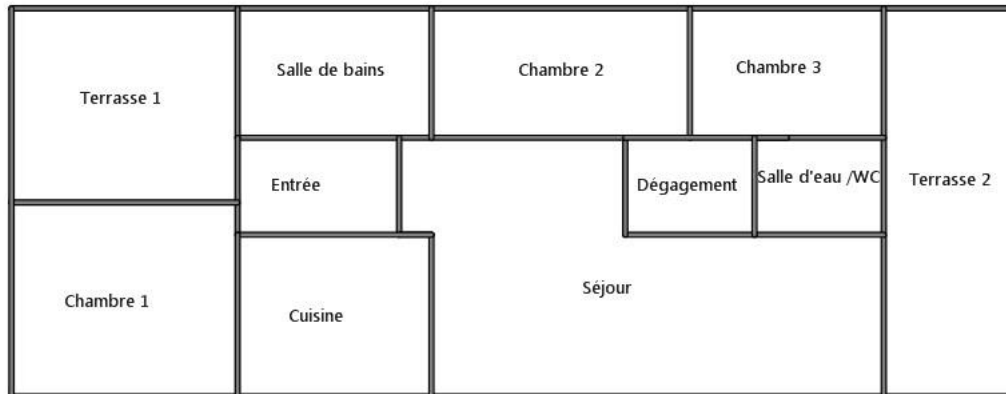 Terrasse 1
Salle de bains
Chambre 2
Chambre 3
Entrée
Dégagement
Salle d'eau /WC
Terrasse 2
Chambre 1
Cuisine
Séjour